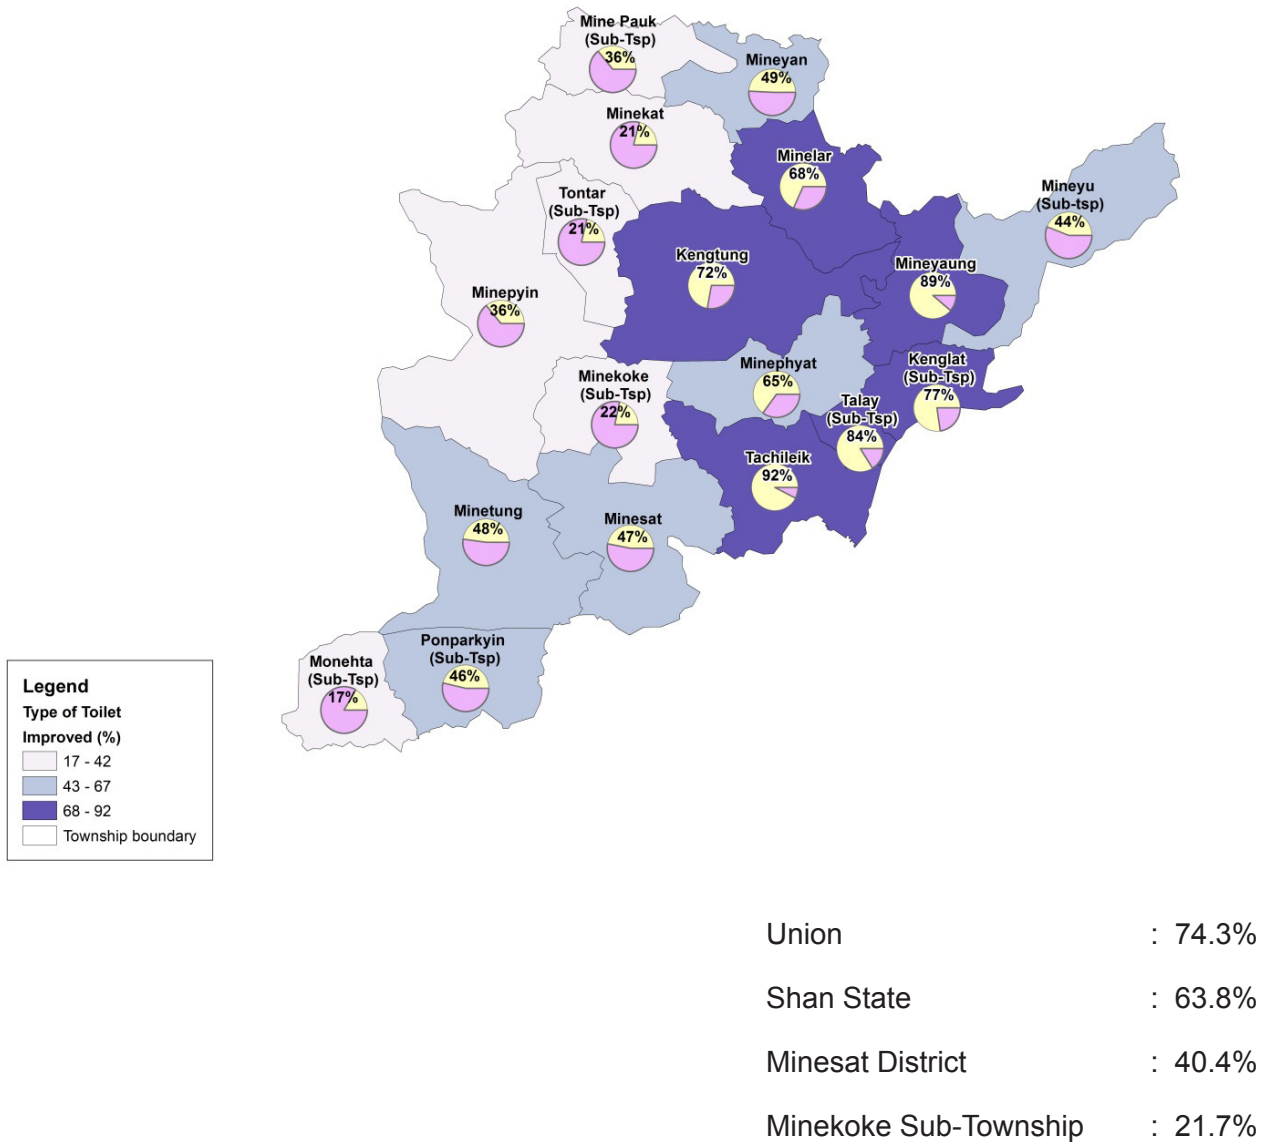 Mine Pauk
(Sub-Tsp)
36%
Mineyan
49%
Minekat
21%
Minelar
68%
Tontar
(Sub-Tsp)
21%
Mineyu
(Sub-tsp)
44%
Kengtung
72%
Mineyaung
89%
Minepyin
36%
Minephyat
65%
Kenglat
(Sub-Tsp)
77%
Minekoke
(Sub-Tsp)
22%
Talay
(Sub-Tsp)
84%
Tachileik
92%
Minetung
48%
Minesat
47%
Ponparkyin
(Sub-Tsp)
46%
Monehta
(Sub-Tsp)
17%
Legend
Type of Toilet
Improved (%)
17 - 42
43 - 67
68 - 92
Township boundary
Union : 74.3%
Shan State : 63.8%
Minesat District : 40.4%
Minekoke Sub-Township : 21.7%